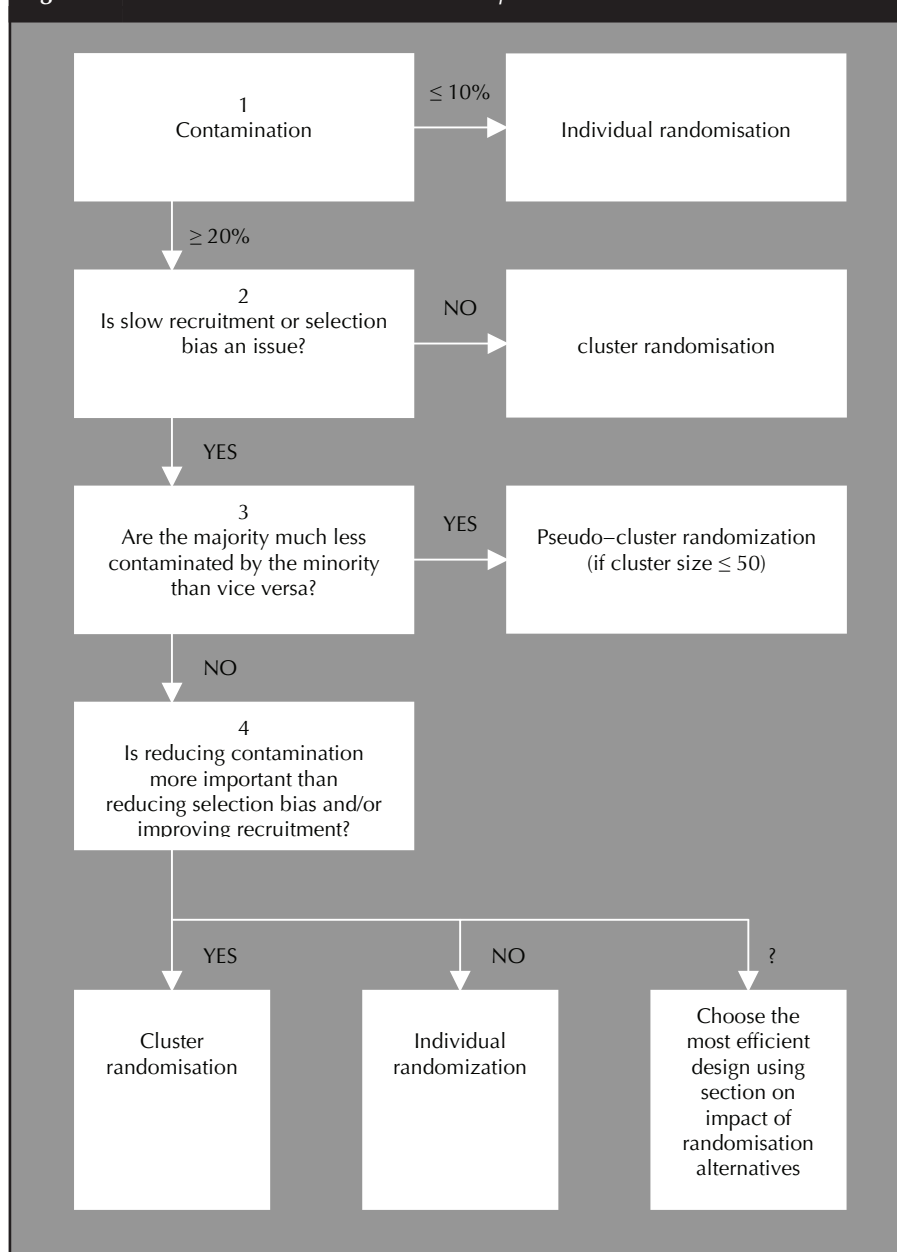 1
Contamination
≤ 10%
Individual randomisation
≥ 20%
2
Is slow recruitment or selection
bias an issue?
NO
cluster randomisation
YES
3
Are the majority much less
contaminated by the minority
than vice versa?
YES
Pseudo–cluster randomization
(if cluster size ≤ 50)
NO
4
Is reducing contamination
more important than
reducing selection bias and/or
improving recruitment?
YES
NO
?
Cluster
randomisation
Individual
randomization
Choose the
most efficient
design using
section on
impact of
randomisation
alternatives